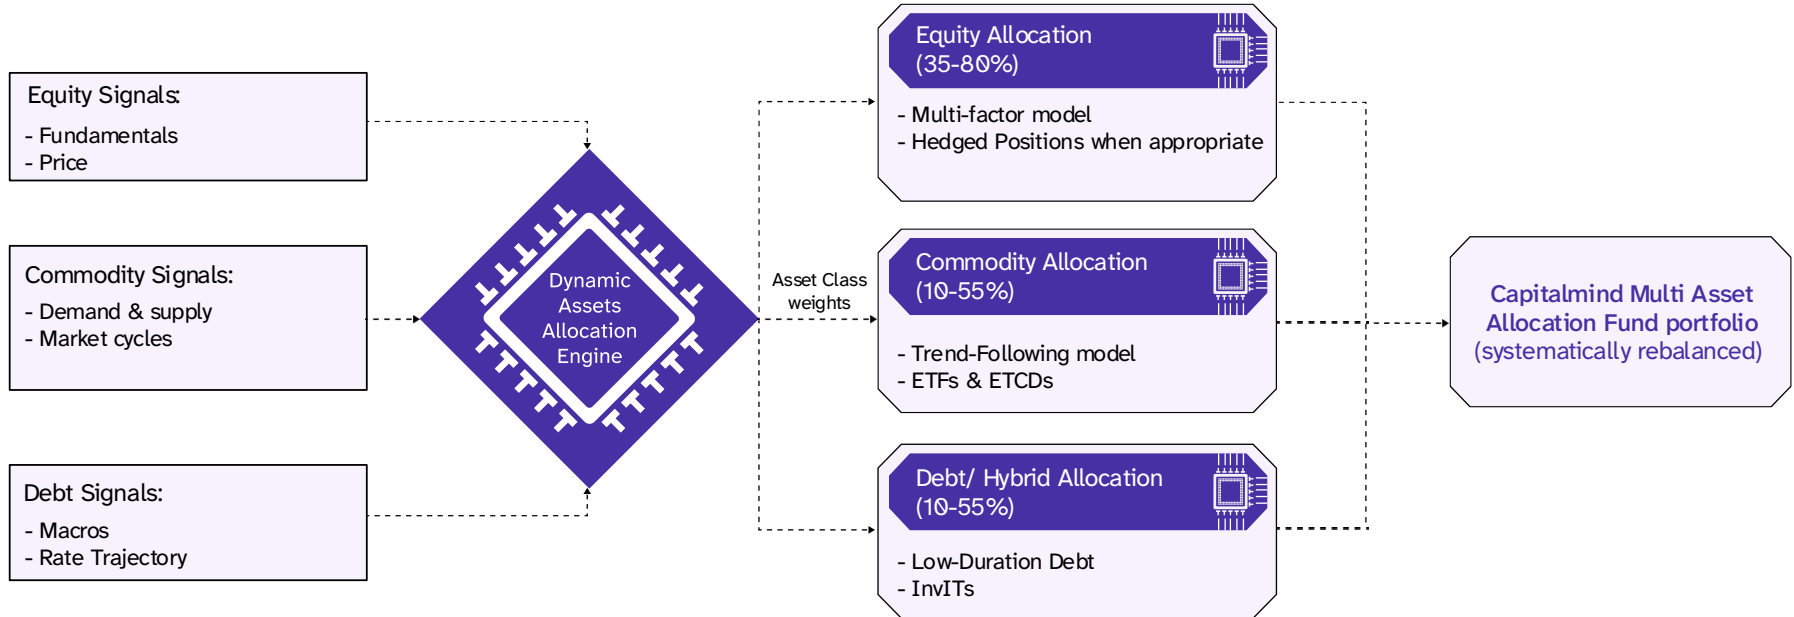 Equity Signals:
- Fundamentals
- Price
Commodity Signals:
- Demand & supply
- Market cycles
Debt Signals:
- Macros
- Rate Trajectory
Dynamic
Assets
Allocation
Engine
Asset Class
weights
Equity Allocation
(35-80%)
- Multi-factor model
- Hedged Positions when appropriate
Commodity Allocation
(10-55%)
- Trend-Following model
- ETFs & ETCDs
Debt/ Hybrid Allocation
(10-55%)
- Low-Duration Debt
- InvITs
Capitalmind Multi Asset
Allocation Fund portfolio
(systematically rebalanced)